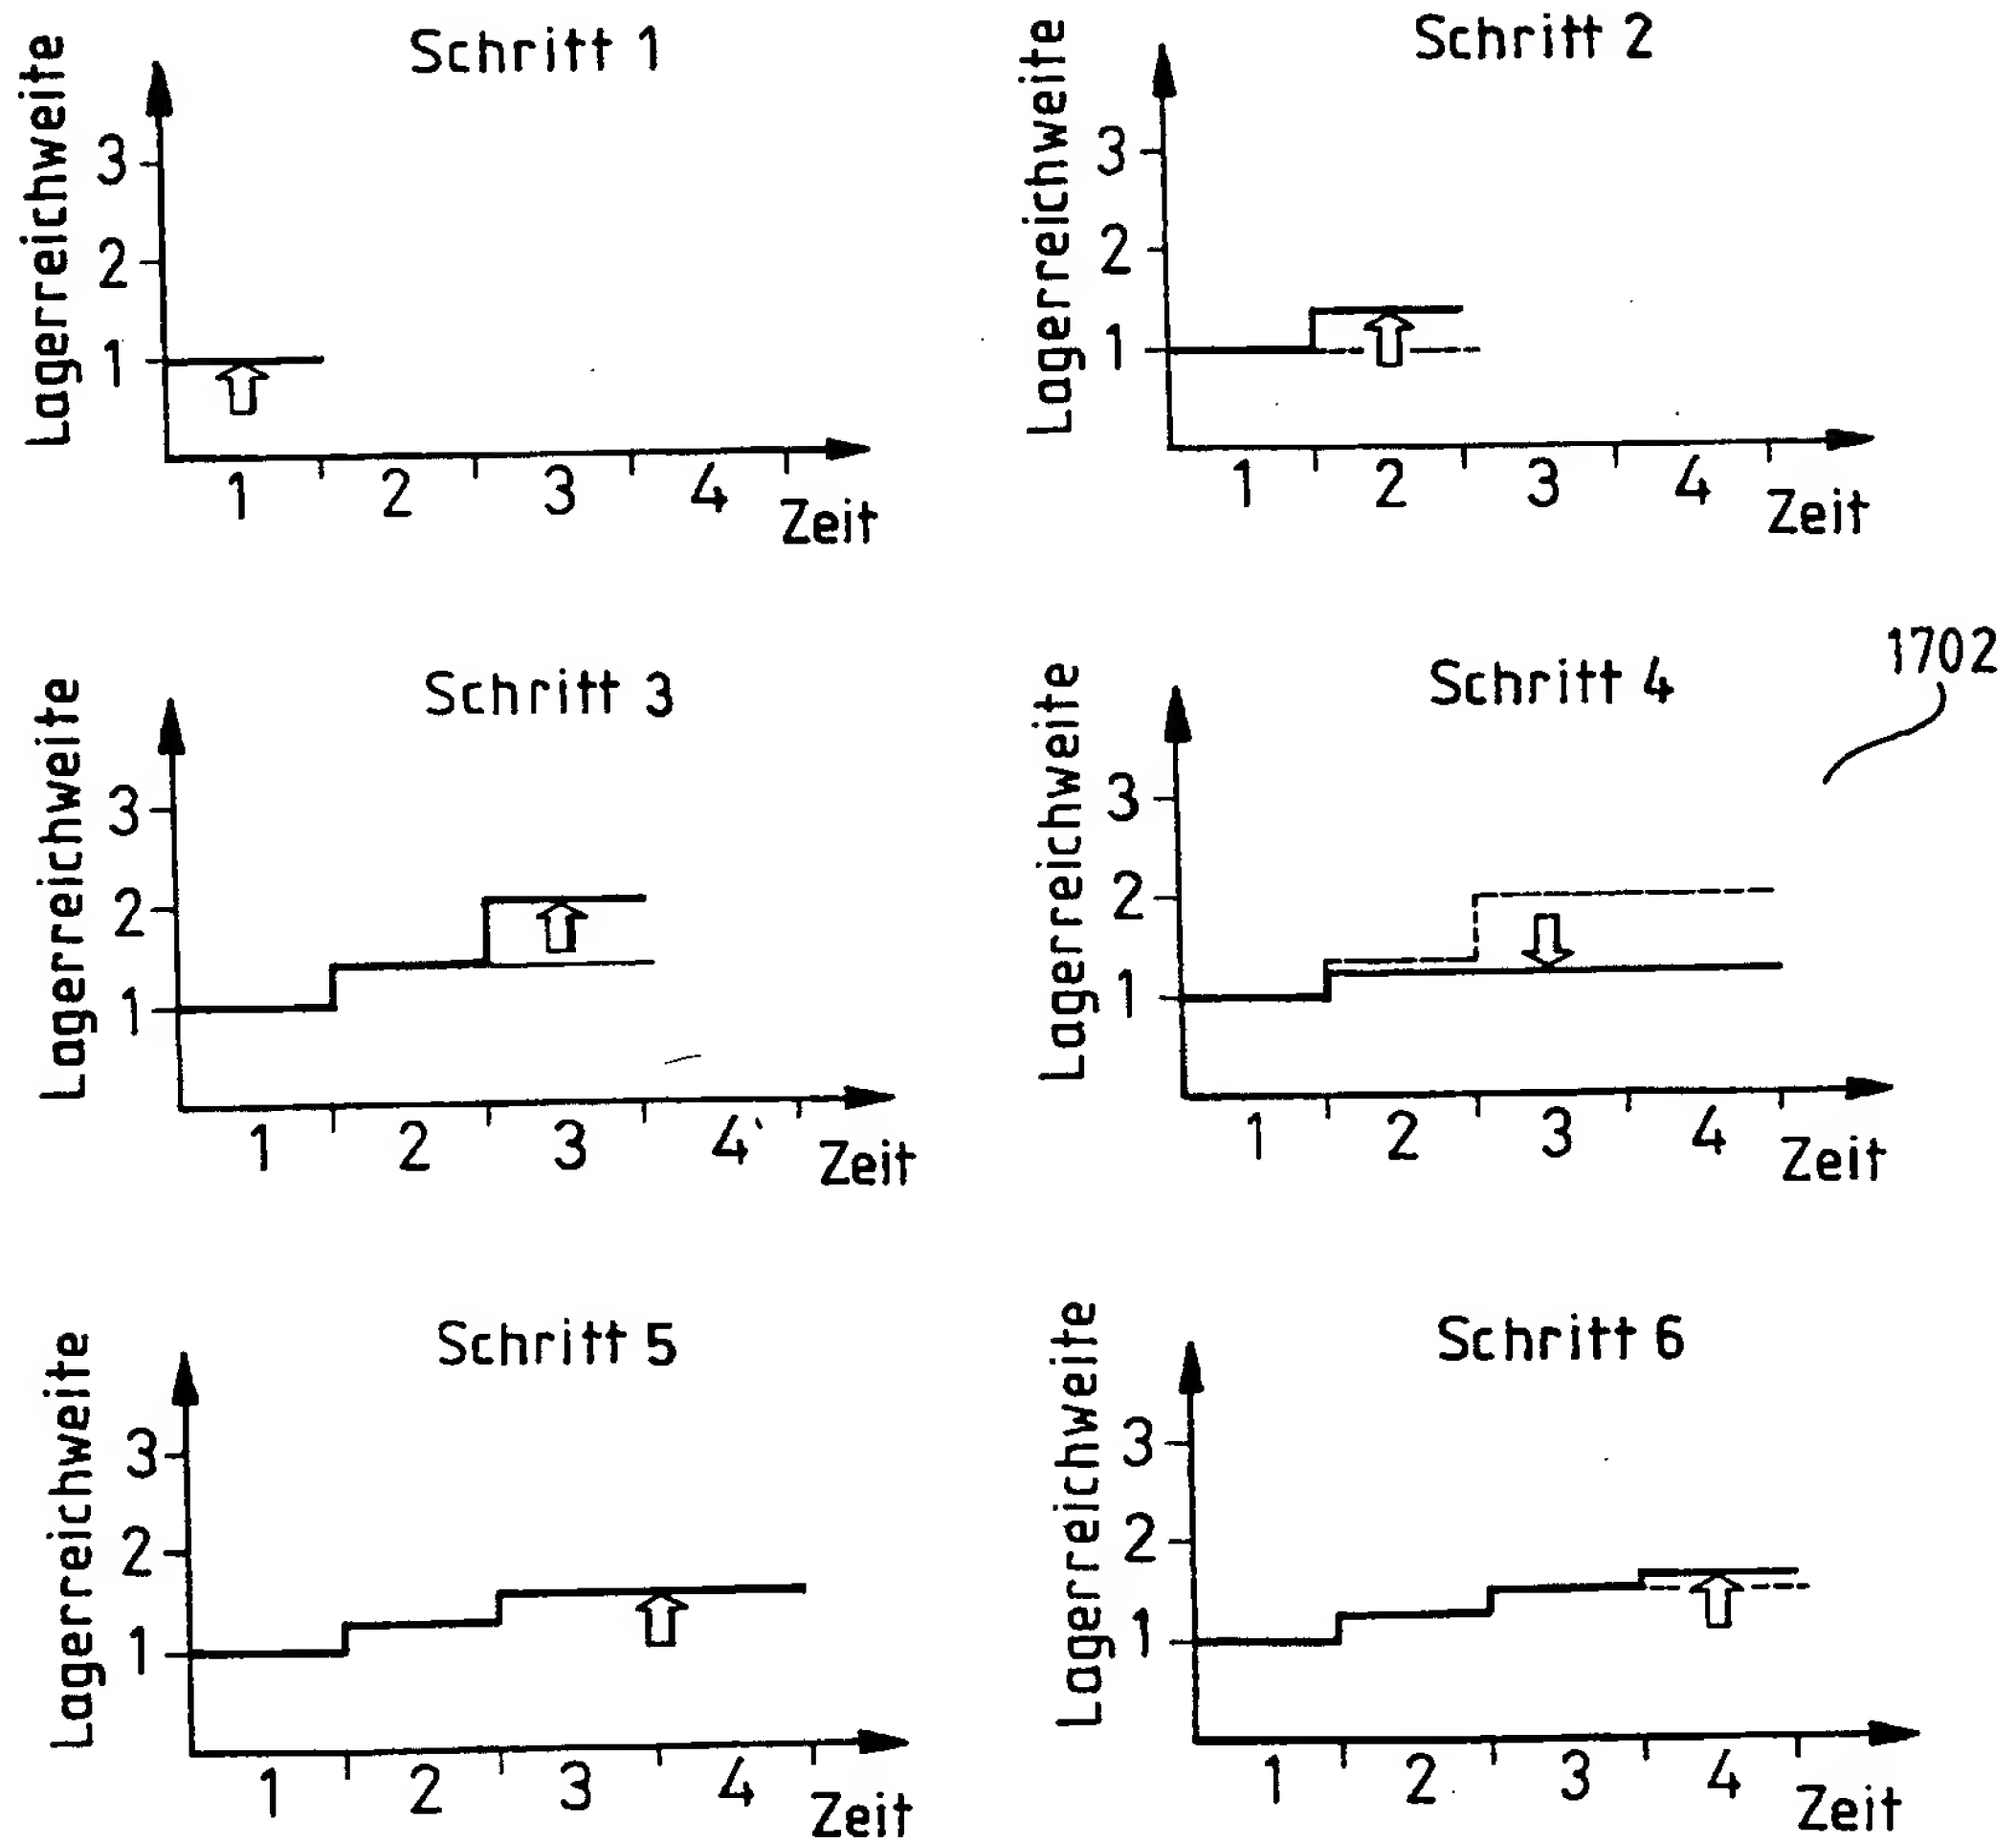 Schritt 1
Lagerreichweite
3
2
1
1 2 3 4
Zeit
Schritt 2
Lagerreichweite
3
2
1
1 2 3 4
Zeit
Schritt 3
Lagerreichweite
3
2
1
1 2 3 4
Zeit
Schritt 4
1702
Lagerreichweite
3
2
1
1 2 3 4
Zeit
Schritt 5
Lagerreichweite
3
2
1
1 2 3 4
Zeit
Schritt 6
Lagerreichweite
3
2
1
1 2 3 4
Zeit